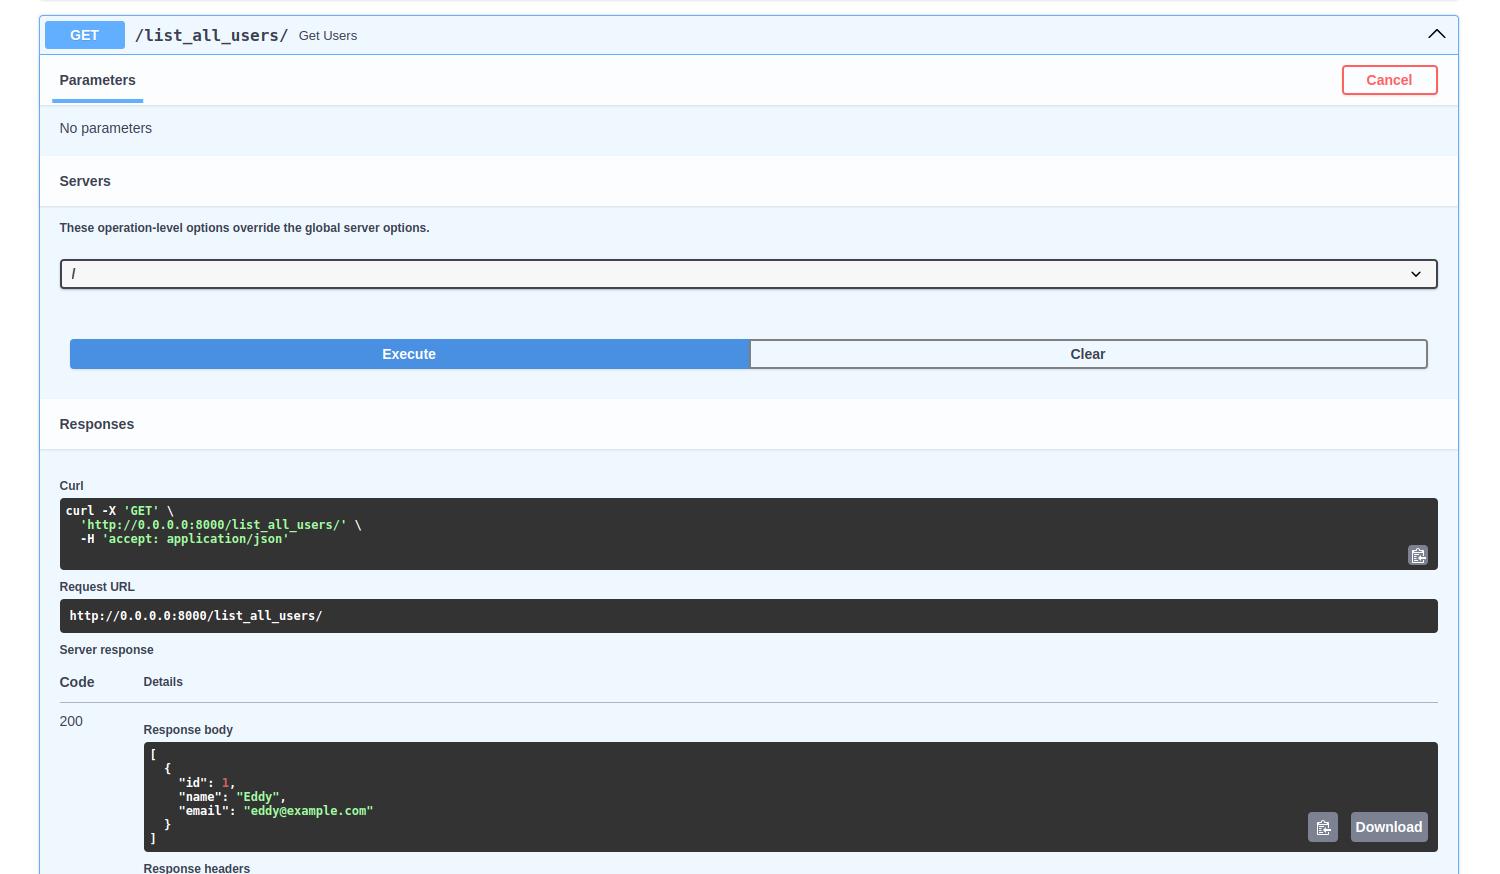 GET /list_all_users/ Get Users
Parameters
Cancel
No parameters
Servers
These operation-level options override the global server options.
/
Execute
Clear
Responses
Curl
curl -X 'GET' \
  'http://0.0.0.0:8000/list_all_users/' \
  -H 'accept: application/json'
Request URL
http://0.0.0.0:8000/list_all_users/
Server response
Code Details
200
Response body
[
  {
    "id": 1,
    "name": "Eddy",
    "email": "eddy@example.com"
  }
]
Download
Response headers